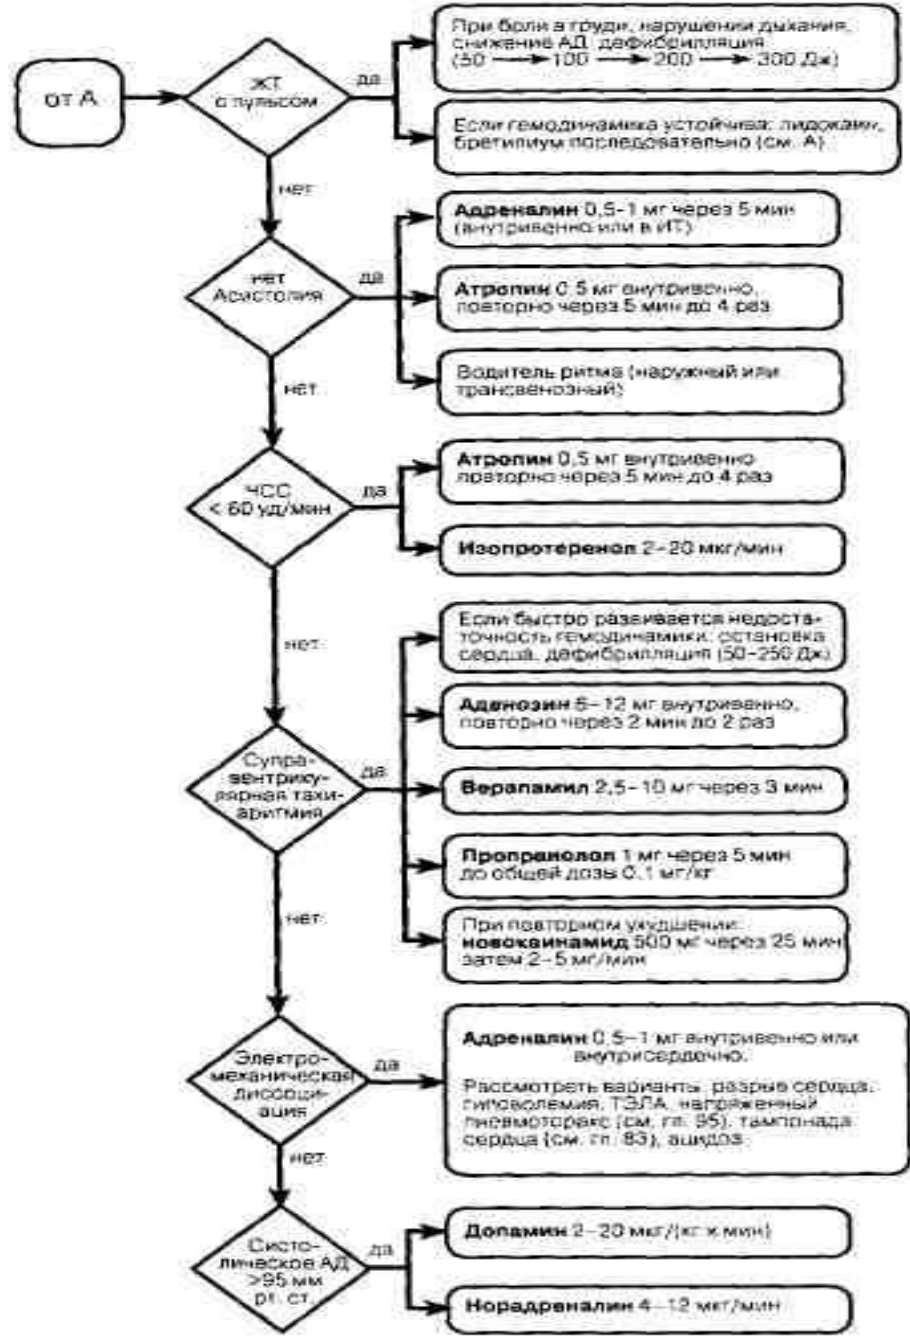 от А
ЖТ
с пульсом
да
При боли в груди, нарушении дыхания,
снижение АД, дефибрилляция
(50 → 100 → 200 → 300 Дж)
Если гемодинамика устойчива: лидокаин,
бретилиум последовательно (см. А)
нет
нет
Асистолия
да
Адреналин 0,5–1 мг через 5 мин
(внутривенно или в ИТ)
Атропин 0,5 мг внутривенно,
повторно через 5 мин до 4 раз
Водитель ритма (наружный или
трансвенозный)
нет
ЧСС
< 60 уд/мин
да
Атропин 0,5 мг внутривенно
повторно через 5 мин до 4 раз
Изопротеренол 2–20 мкг/мин
нет
Супра-
вентрику-
лярная тахи-
аритмия
да
Если быстро развивается недоста-
точность гемодинамики: остановка
сердца, дефибрилляция (50–250 Дж)
Аденозин 6–12 мг внутривенно,
повторно через 2 мин до 2 раз
Верапамил 2,5–10 мг через 3 мин
Пропранолол 1 мг через 5 мин
до общей дозы 0,1 мг/кг
При повторном ухудшении:
новокаинамид 500 мг через 25 мин,
затем 2–5 мг/мин
нет
Электро-
механическая
диссоци-
ация
да
Адреналин 0,5–1 мг внутривенно или
внутрисердечно.
Рассмотреть варианты: разрыв сердца,
гиповолемия, ТЭЛА, напряженный
пневмоторакс (см. гл. 95), тампонада
сердца (см. гл. 83), ацидоз
нет
Систо-
лическое АД
>95 мм
рт. ст.
да
Допамин 2–20 мкг/(кг х мин)
Норадреналин 4–12 мкг/мин